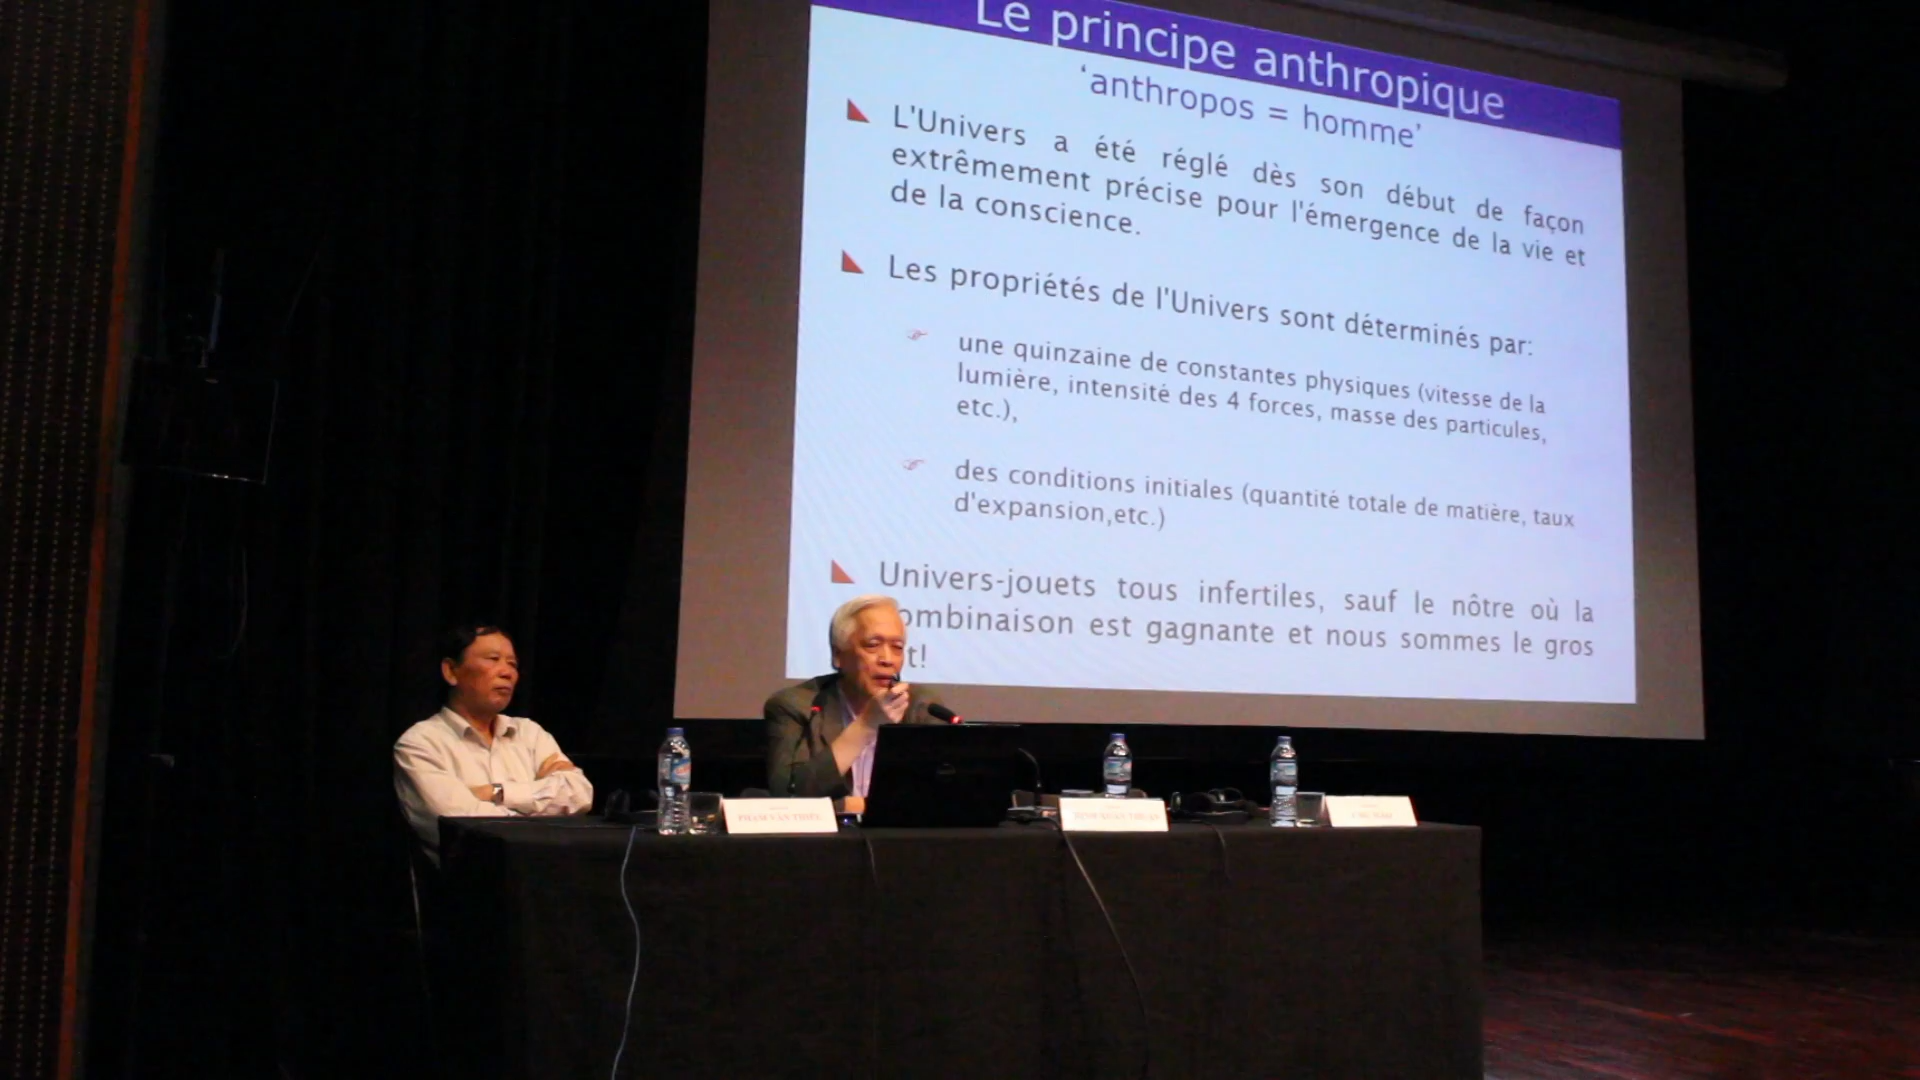 Le principe anthropique
‘anthropos = homme’
L'Univers a été réglé dès son début de façon
extrêmement précise pour l'émergence de la vie et
de la conscience.
Les propriétés de l'Univers sont déterminés par:
une quinzaine de constantes physiques (vitesse de la
lumière, intensité des 4 forces, masse des particules,
etc.),
des conditions initiales (quantité totale de matière, taux
d'expansion,etc.)
Univers-jouets tous infertiles, sauf le nôtre où la
ombinaison est gagnante et nous sommes le gros
t!